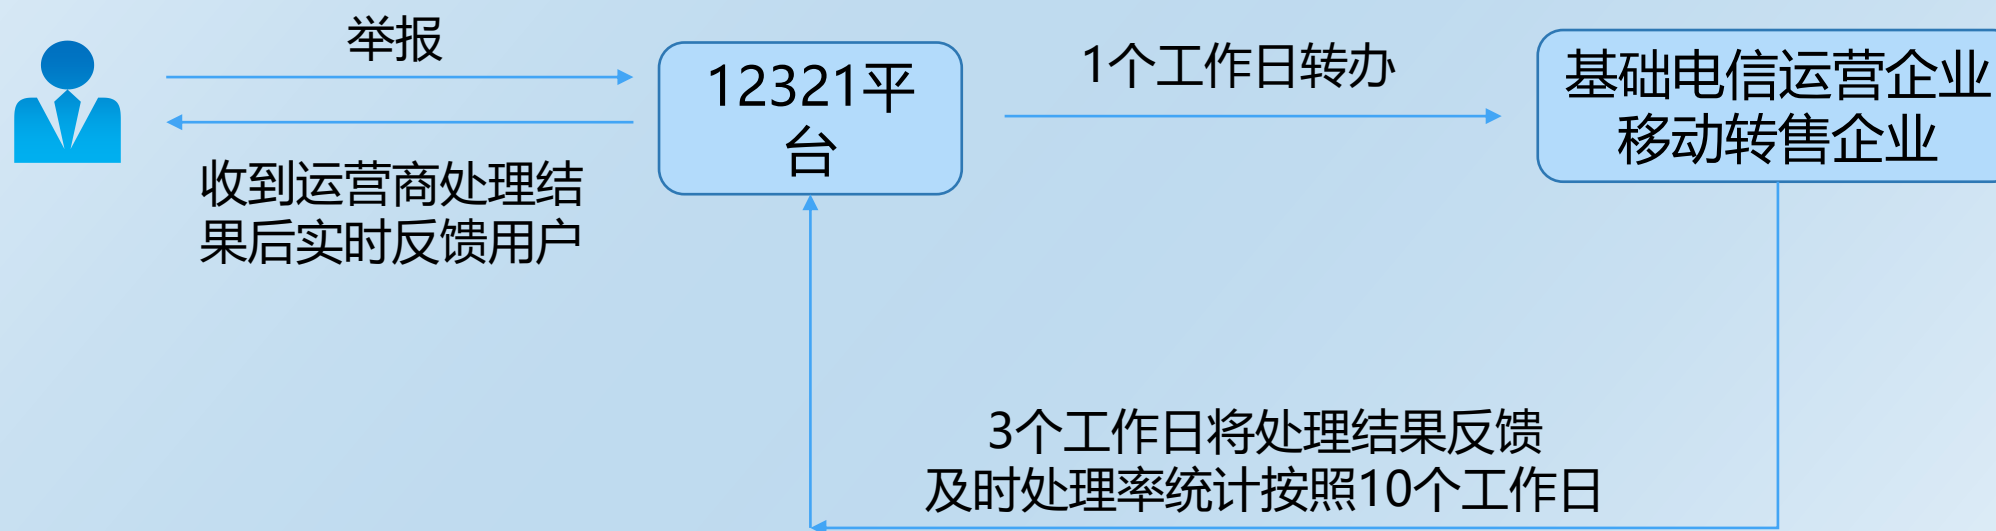 举报
12321平
台
1个工作日转办
基础电信运营企业
移动转售企业
收到运营商处理结
果后实时反馈用户
3个工作日将处理结果反馈
及时处理率统计按照10个工作日